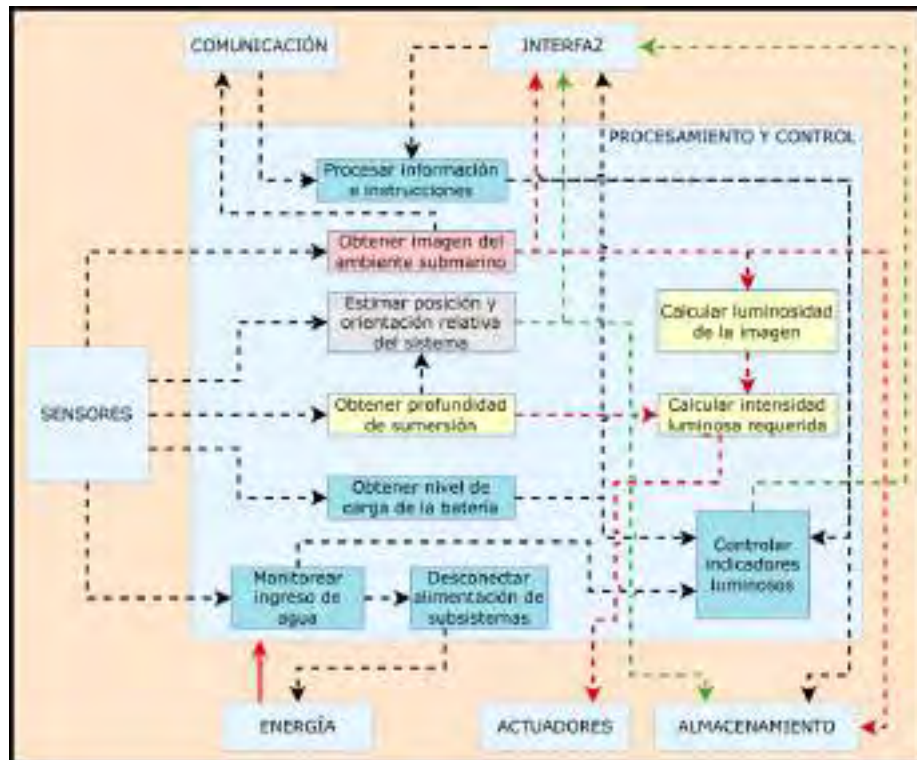 COMUNICACIÓN
INTERFAZ
PROCESAMIENTO Y CONTROL
Procesar información
e instrucciones
Obtener imagen del
ambiente submarino
Estimar posición y
orientación relativa
del sistema
Calcular luminosidad
de la imagen
SENSORES
Obtener profundidad
de sumersión
Calcular intensidad
luminosa requerida
Obtener nivel de
carga de la batería
Controlar
indicadores
luminosos
Monitorear
ingreso de
agua
Desconectar
alimentación de
subsistemas
ENERGÍA
ACTUADORES
ALMACENAMIENTO